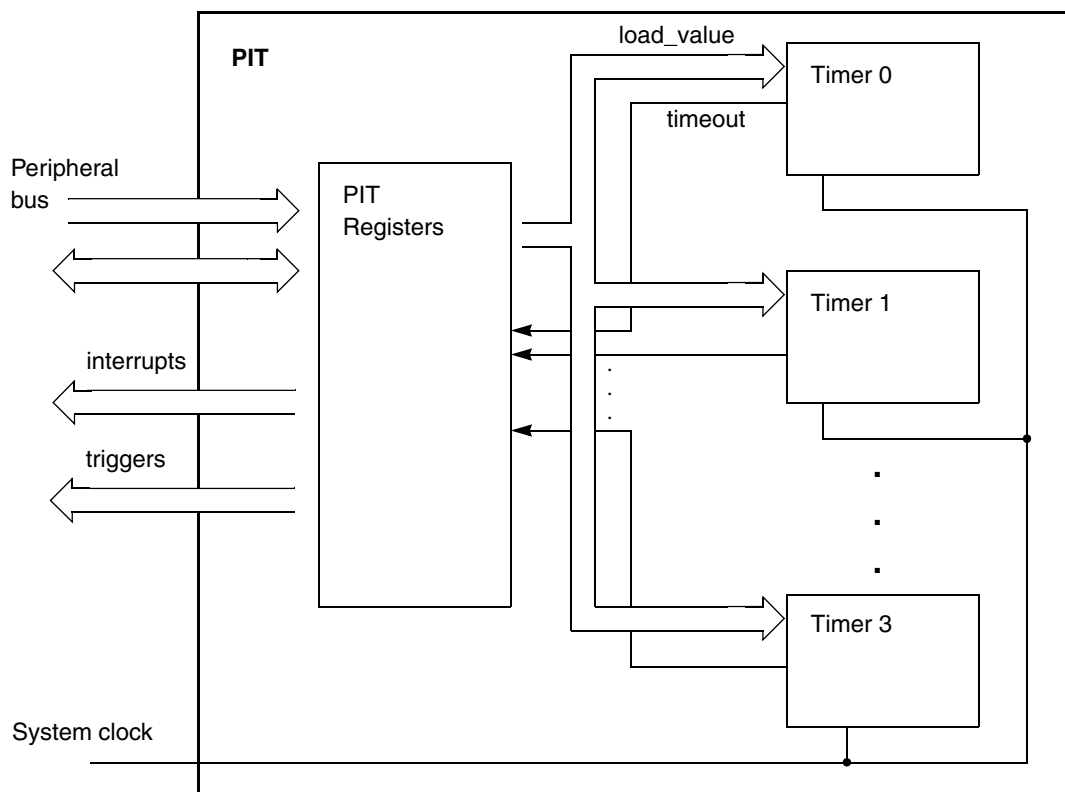 PIT
load_value
Timer 0
timeout
Peripheral
bus
PIT
Registers
Timer 1
interrupts
triggers
Timer 3
System clock